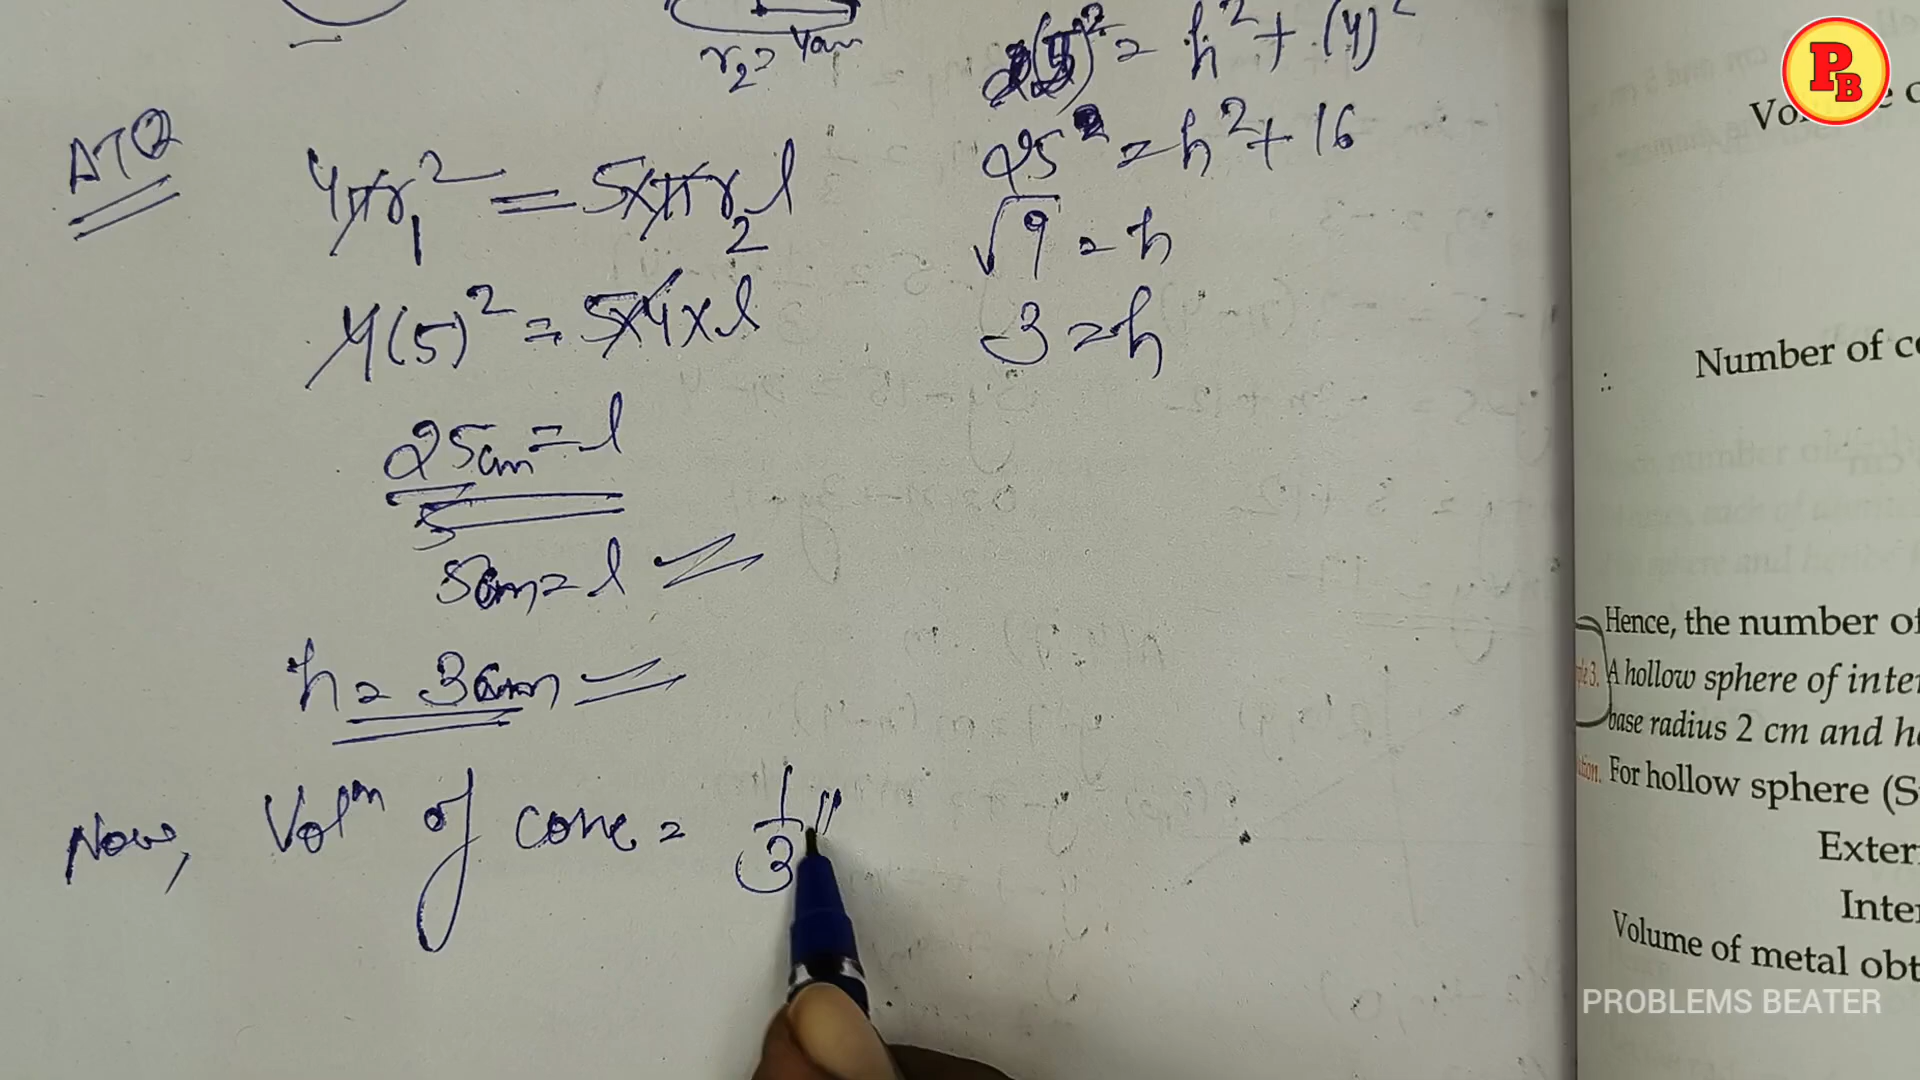 r₂ = 4cm
(5)² = h² + (4)²
ATQ
4πr₁² = 5×πr₂l
25 = h² + 16
√9 = h
4(5)² = 5×4×l
3 = h
25cm = l
5
5cm = l
h = 3cm
Now, Volm of cone = 1/3 π
PB
Number of co
∴
Hence, the number of
A hollow sphere of inter
base radius 2 cm and he
For hollow sphere (S
Exter
Inte
Volume of metal obt
PROBLEMS BEATER